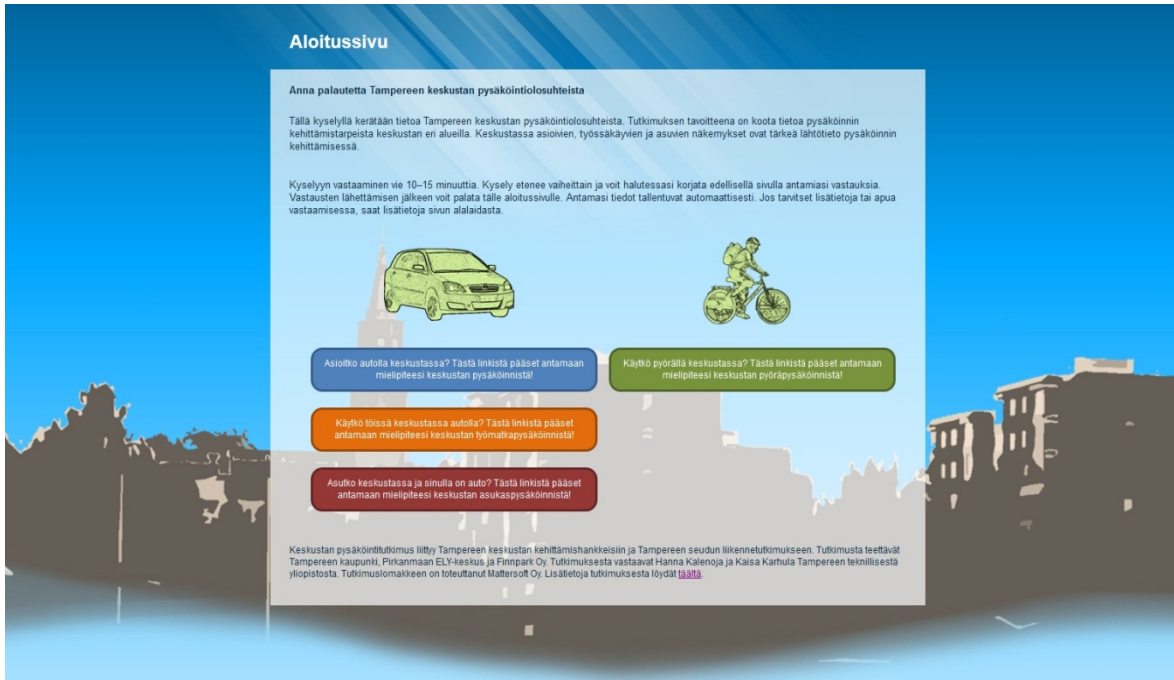 Aloitussivu
Anna palautetta Tampereen keskustan pysäköintiolosuhteista
Tällä kyselyllä kerätään tietoa Tampereen keskustan pysäköintiolosuhteista. Tutkimuksen tavoitteena on koota tietoa pysäköinnin
kehittämistarpeista keskustan eri alueilla. Keskustassa asioivien, työssäkäyvien ja asuvien näkemykset ovat tärkeä lähtötieto pysäköinnin
kehittämisessä.
Kyselyyn vastaaminen vie 10–15 minuuttia. Kysely etenee vaiheittain ja voit halutessasi korjata edellisellä sivulla antamiasi vastauksia.
Vastausten lähettämisen jälkeen voit palata tälle aloitussivulle. Antamasi tiedot tallentuvat automaattisesti. Jos tarvitset lisätietoja tai apua
vastaamisessa, saat lisätietoja sivun alalaidasta.
Asioitko autolla keskustassa? Tästä linkistä pääset antamaan
mielipiteesi keskustan pysäköinnistä!
Käytkö pyörällä keskustassa? Tästä linkistä pääset antamaan
mielipiteesi keskustan pyöräpysäköinnistä!
Käytkö töissä keskustassa autolla? Tästä linkistä pääset
antamaan mielipiteesi keskustan työmatkapysäköinnistä!
Asutko keskustassa ja sinulla on auto? Tästä linkistä pääset
antamaan mielipiteesi keskustan asukaspysäköinnistä!
Keskustan pysäköintitutkimus liittyy Tampereen keskustan kehittämishankkeisiin ja Tampereen seudun liikennetutkimukseen. Tutkimusta teettävät
Tampereen kaupunki, Pirkanmaan ELY-keskus ja Finnpark Oy. Tutkimuksesta vastaavat Hanna Kalenoja ja Kaisa Karhula Tampereen teknillisestä
yliopistosta. Tutkimuslomakkeen on toteuttanut Mattersoft Oy. Lisätietoja tutkimuksesta löydät täältä.